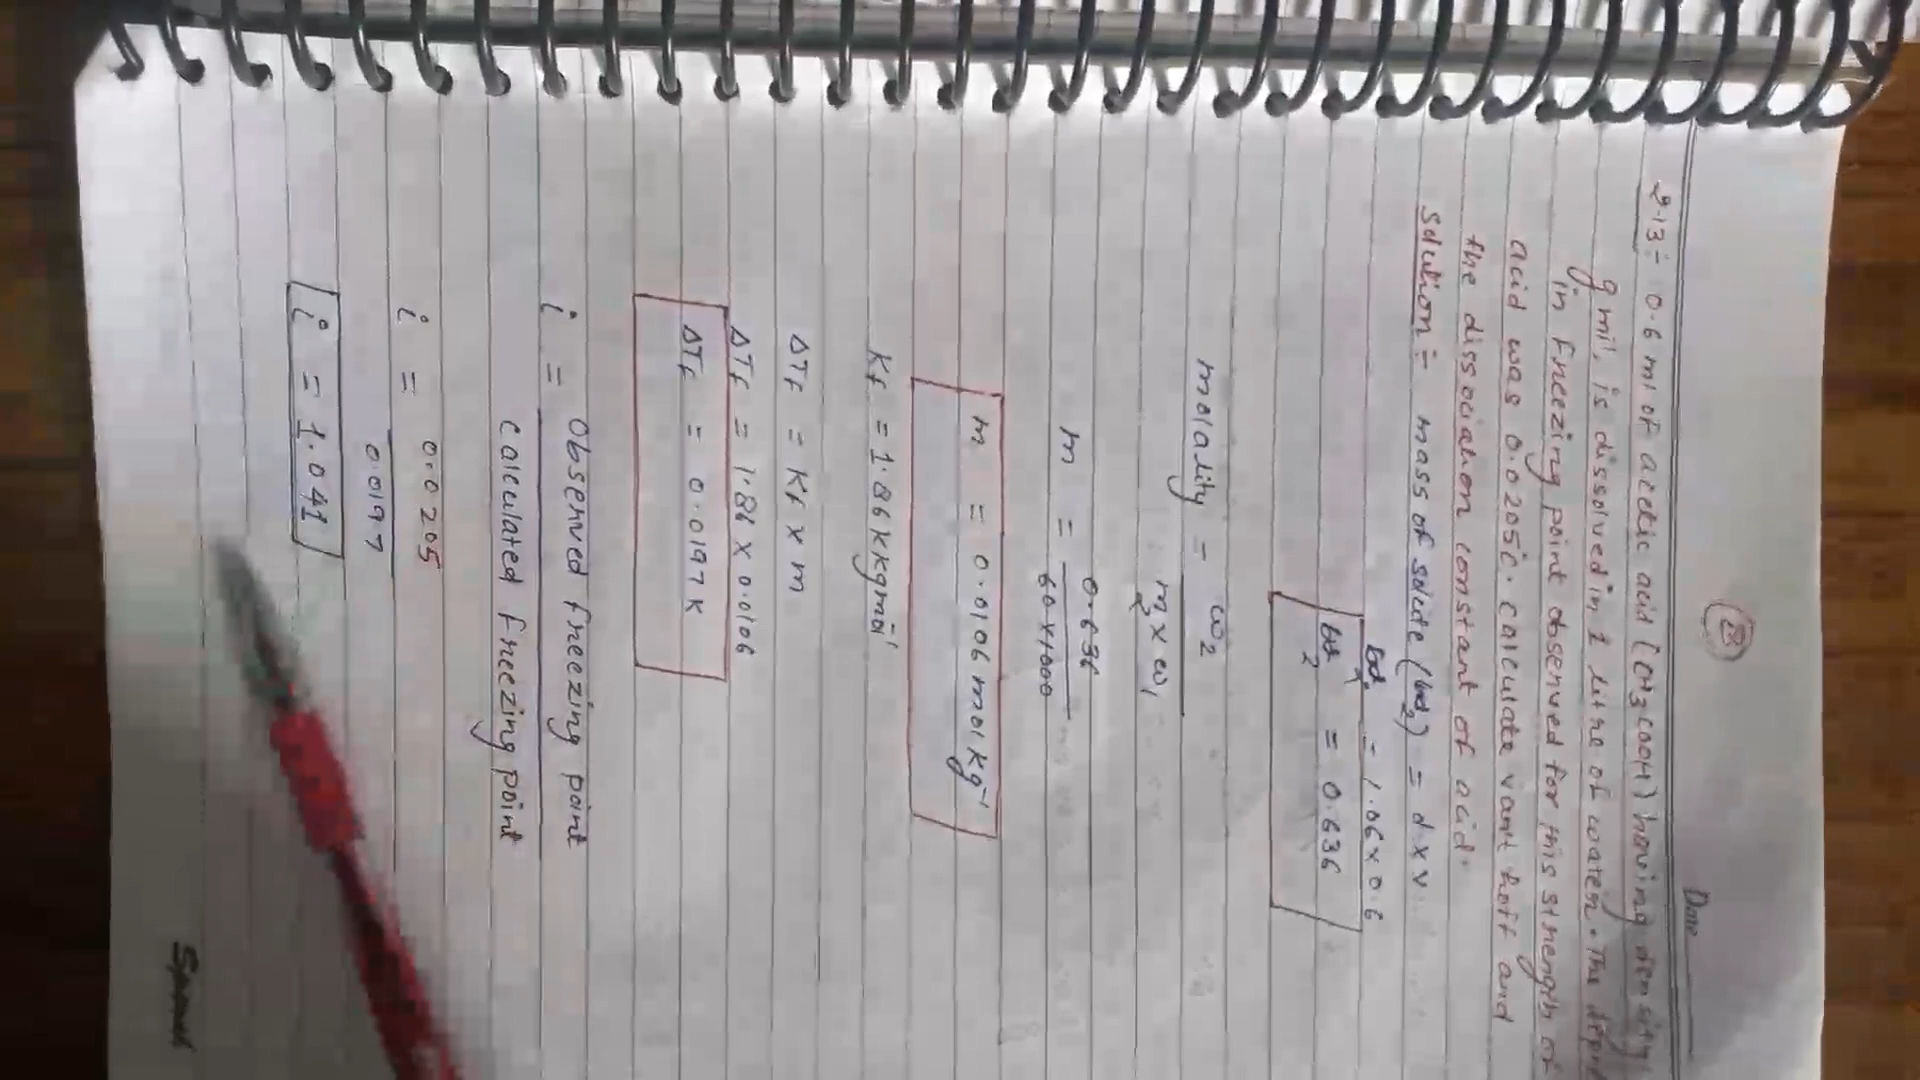 28
Date
2.13:- 0.6 ml of acetic acid (CH3COOH) having density
g ml-1, is dissolved in 1 litre of water. The depre
in freezing point observed for this strength of
acid was 0.0205°C. calculate vant hoff and
the dissociation constant of acid.
solution:- mass of solute (w2) = d x v
w2 = 1.06 x 0.6
w2 = 0.636
molality = w2
m2 x w1
m = 0.636
60 x 1000
m = 0.0106 mol kg-1
Kf = 1.86 K kg mol-1
ΔTf = Kf x m
ΔTf = 1.86 x 0.0106
ΔTf = 0.0197 K
i = Observed freezing point
calculated freezing point
i = 0.0205
0.0197
i = 1.041